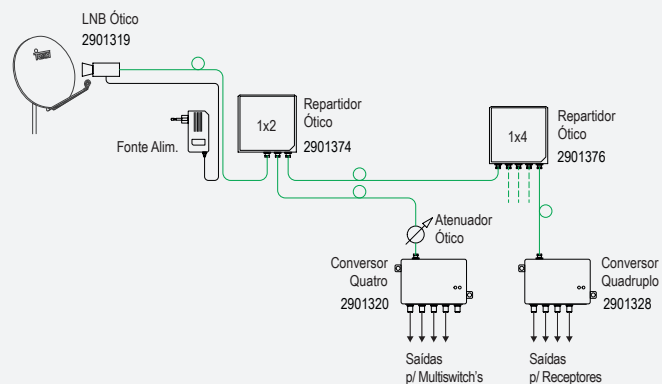 LNB Ótico
2901319
Fonte Alim.
1x2
Repartidor
Ótico
2901374
1x4
Repartidor
Ótico
2901376
Atenuador
Ótico
Conversor
Quatro
2901320
Conversor
Quadruplo
2901328
Saídas
p/ Multiswitch's
Saídas
p/ Receptores